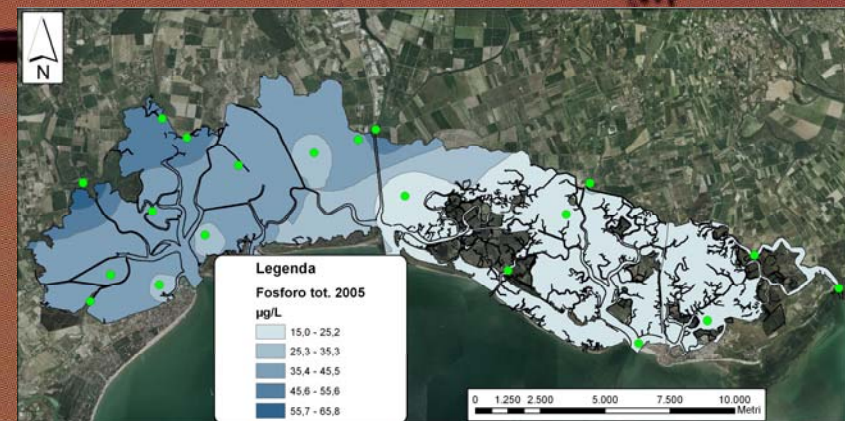 N
Legenda
Fosforo tot. 2005
µg/L
15,0 - 25,2
25,3 - 35,3
35,4 - 45,5
45,6 - 55,6
55,7 - 65,8
0 1.250 2.500 5.000 7.500 10.000
Metri